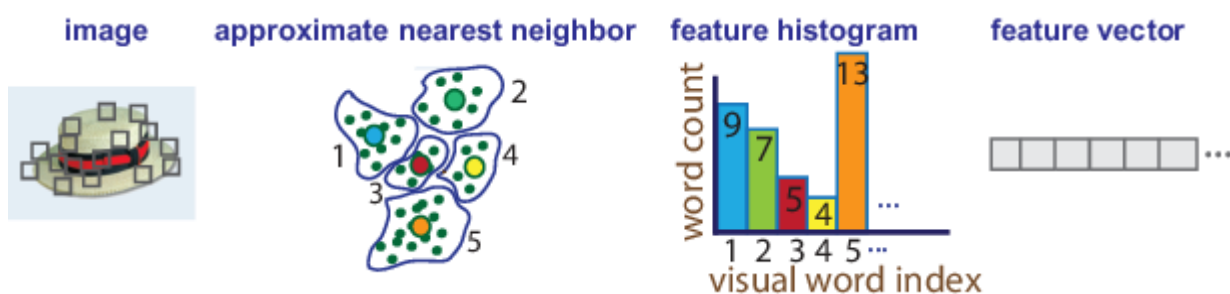 image
approximate nearest neighbor
feature histogram
feature vector
1
2
3
4
5
word count
9
7
5
4
13
...
1 2 3 4 5 ...
visual word index
...